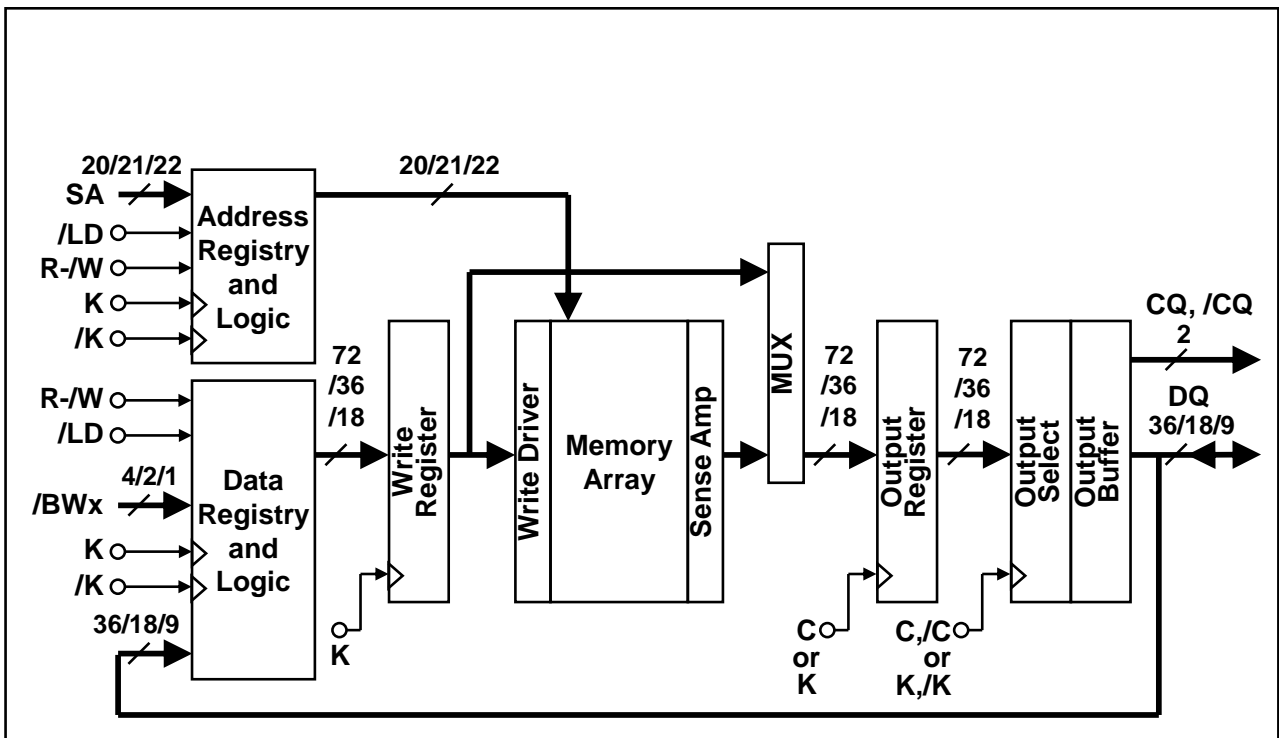 20/21/22
SA
/LD
R-/W
K
/K
Address
Registry
and
Logic
20/21/22
R-/W
/LD
4/2/1
/BWx
K
/K
36/18/9
Data
Registry
and
Logic
72
/36
/18
Write
Register
K
Write Driver
Memory
Array
Sense Amp
MUX
72
/36
/18
Output
Register
C
or
K
72
/36
/18
Output
Select
Output
Buffer
C,/C
or
K,/K
CQ, /CQ
2
DQ
36/18/9